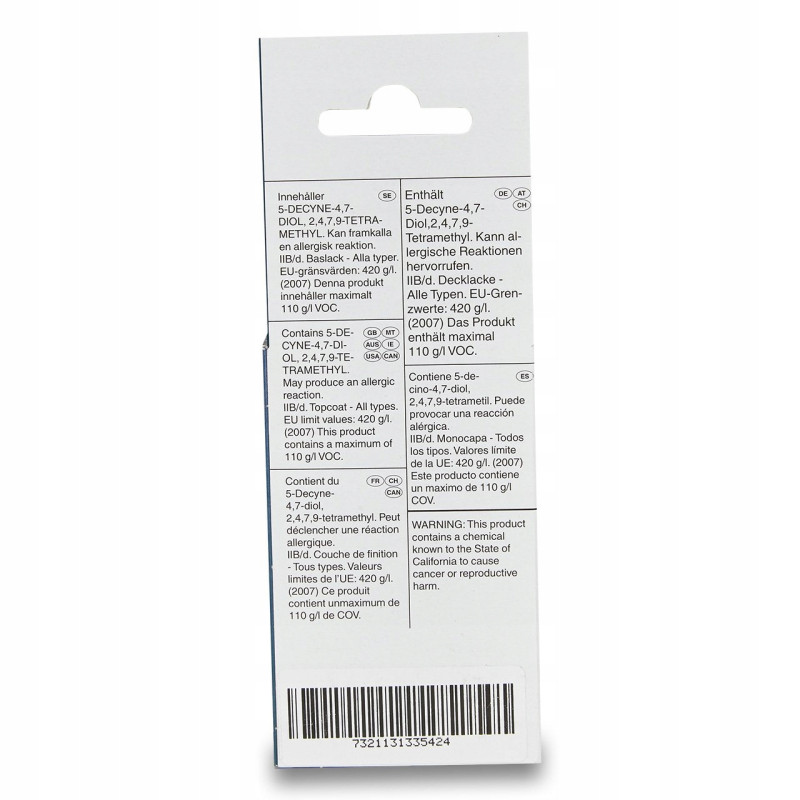 Innehåller SE
5-DECYNE-4,7-
DIOL, 2,4,7,9-TETRA-
METHYL. Kan framkalla
en allergisk reaktion.
IIB/d. Baslack - Alla typer.
EU-gränsvärden: 420 g/l.
(2007) Denna produkt
innehåller maximalt
110 g/l VOC.
Contains 5-DE- GB MT
CYNE-4,7-DI- AUS IE
OL, 2,4,7,9-TE- USA CAN
TRAMETHYL.
May produce an allergic
reaction.
IIB/d. Topcoat - All types.
EU limit values: 420 g/l.
(2007) This product
contains a maximum of
110 g/l VOC.
Contient du FR CH
5-Decyne- CAN
4,7-diol,
2,4,7,9-tetramethyl. Peut
déclencher une réaction
allergique.
IIB/d. Couche de finition
- Tous types. Valeurs
limites de l'UE: 420 g/l.
(2007) Ce produit
contient unmaximum de
110 g/l de COV.
Enthält DE AT
5-Decyne-4,7- CH
Diol,2,4,7,9-
Tetramethyl. Kann al-
lergische Reaktionen
hervorrufen.
IIB/d. Decklacke -
Alle Typen. EU-Gren-
zwerte: 420 g/l.
(2007) Das Produkt
enthält maximal
110 g/l VOC.
Contiene 5-de- ES
cino-4,7-diol,
2,4,7,9-tetrametil. Puede
provocar una reacción
alérgica.
IIB/d. Monocapa - Todos
los tipos. Valores límite
de la UE: 420 g/l. (2007)
Este producto contiene
un maximo de 110 g/l
COV.
WARNING: This product
contains a chemical
known to the State of
California to cause
cancer or reproductive
harm.
7321131335424